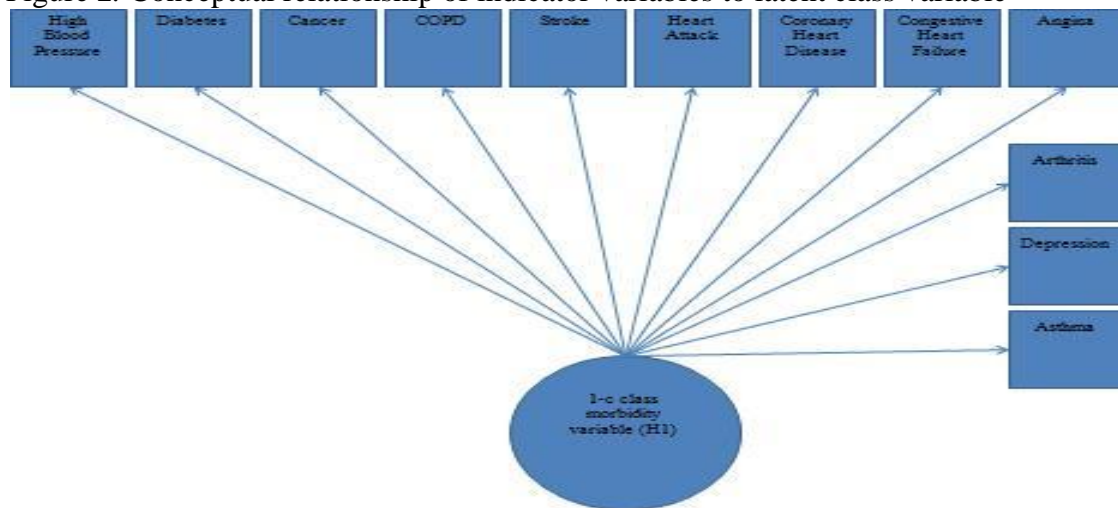 Figure 2. Conceptual relationship of indicator variables to latent class variable
High
Blood
Pressure
Diabetes
Cancer
COPD
Stroke
Heart
Attack
Coronary
Heart
Disease
Congestive
Heart
Failure
Angina
Arthritis
Depression
Asthma
1-c class
morbidity
variable (H1)